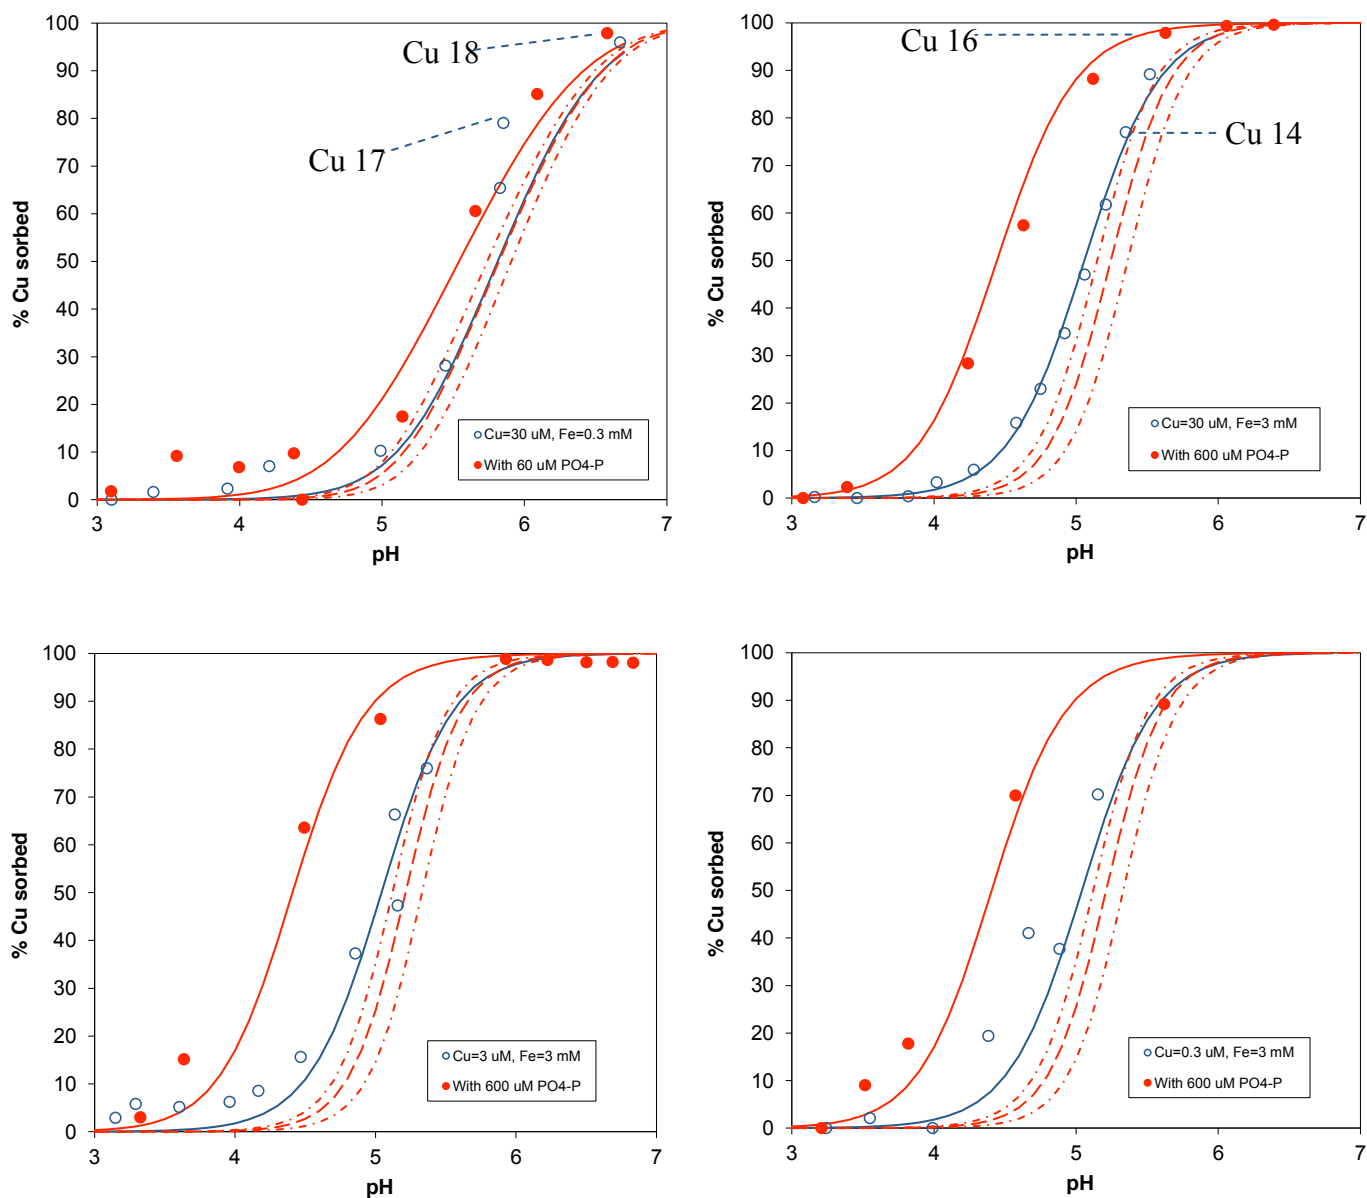 100
90
80
70
60
50
40
30
20
10
0
% Cu sorbed
Cu 18
Cu 17
Cu=30 uM, Fe=0.3 mM
With 60 uM PO4-P
3 4 5 6 7
pH
100
90
80
70
60
50
40
30
20
10
0
% Cu sorbed
Cu 16
Cu 14
Cu=30 uM, Fe=3 mM
With 600 uM PO4-P
3 4 5 6 7
pH
100
90
80
70
60
50
40
30
20
10
0
% Cu sorbed
Cu=3 uM, Fe=3 mM
With 600 uM PO4-P
3 4 5 6 7
pH
100
90
80
70
60
50
40
30
20
10
0
% Cu sorbed
Cu=0.3 uM, Fe=3 mM
With 600 uM PO4-P
3 4 5 6 7
pH